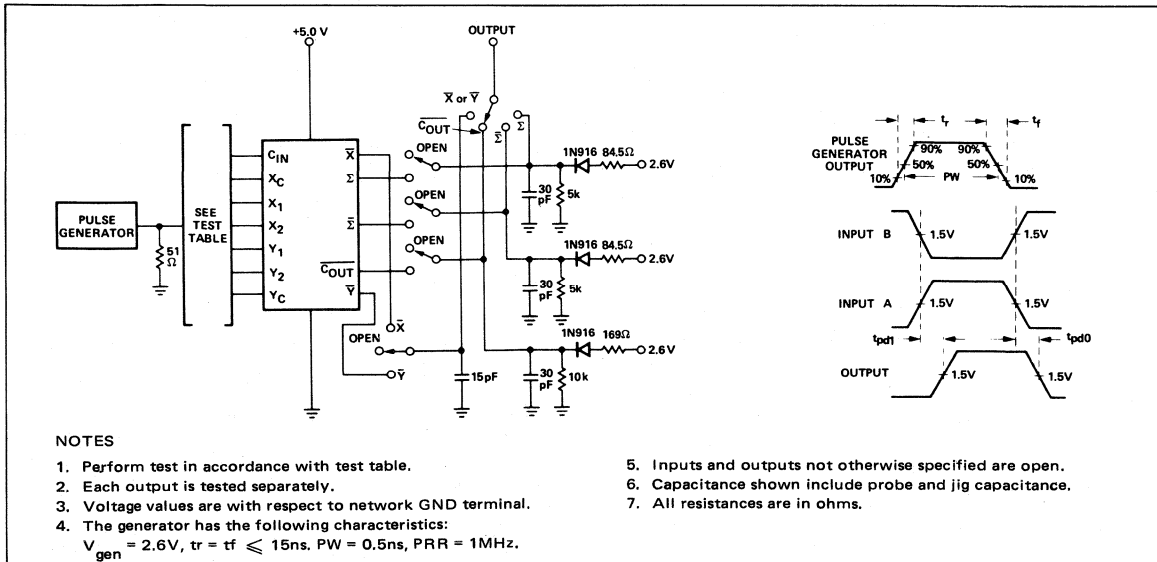 +5.0 V
OUTPUT
X̅ or Y̅
C̅O̅U̅T̅
Σ̅
Σ
PULSE
GENERATOR
51
Ω
SEE
TEST
TABLE
CIN
XC
X1
X2
Y1
Y2
YC
X̅
Σ
Σ̅
C̅O̅U̅T̅
Y̅
OPEN
OPEN
OPEN
OPEN
X̅
Y̅
1N916 84.5Ω
2.6V
30
pF
5k
1N916 84.5Ω
2.6V
30
pF
5k
1N916 169Ω
2.6V
15pF
30
pF
10k
PULSE
GENERATOR
OUTPUT
tr
tf
90% 90%
50% 50%
10% PW 10%
INPUT B
1.5V 1.5V
INPUT A
1.5V 1.5V
tpd1 tpd0
OUTPUT
1.5V 1.5V
NOTES
1. Perform test in accordance with test table.
2. Each output is tested separately.
3. Voltage values are with respect to network GND terminal.
4. The generator has the following characteristics:
Vgen = 2.6V, tr = tf ⩽ 15ns. PW = 0.5ns, PRR = 1MHz.
5. Inputs and outputs not otherwise specified are open.
6. Capacitance shown include probe and jig capacitance.
7. All resistances are in ohms.